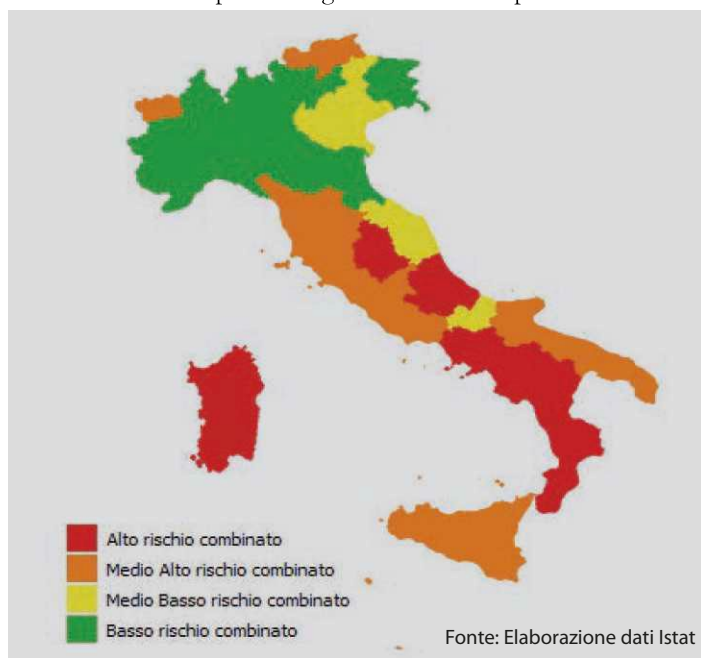 Alto rischio combinato
Medio Alto rischio combinato
Medio Basso rischio combinato
Basso rischio combinato
Fonte: Elaborazione dati Istat